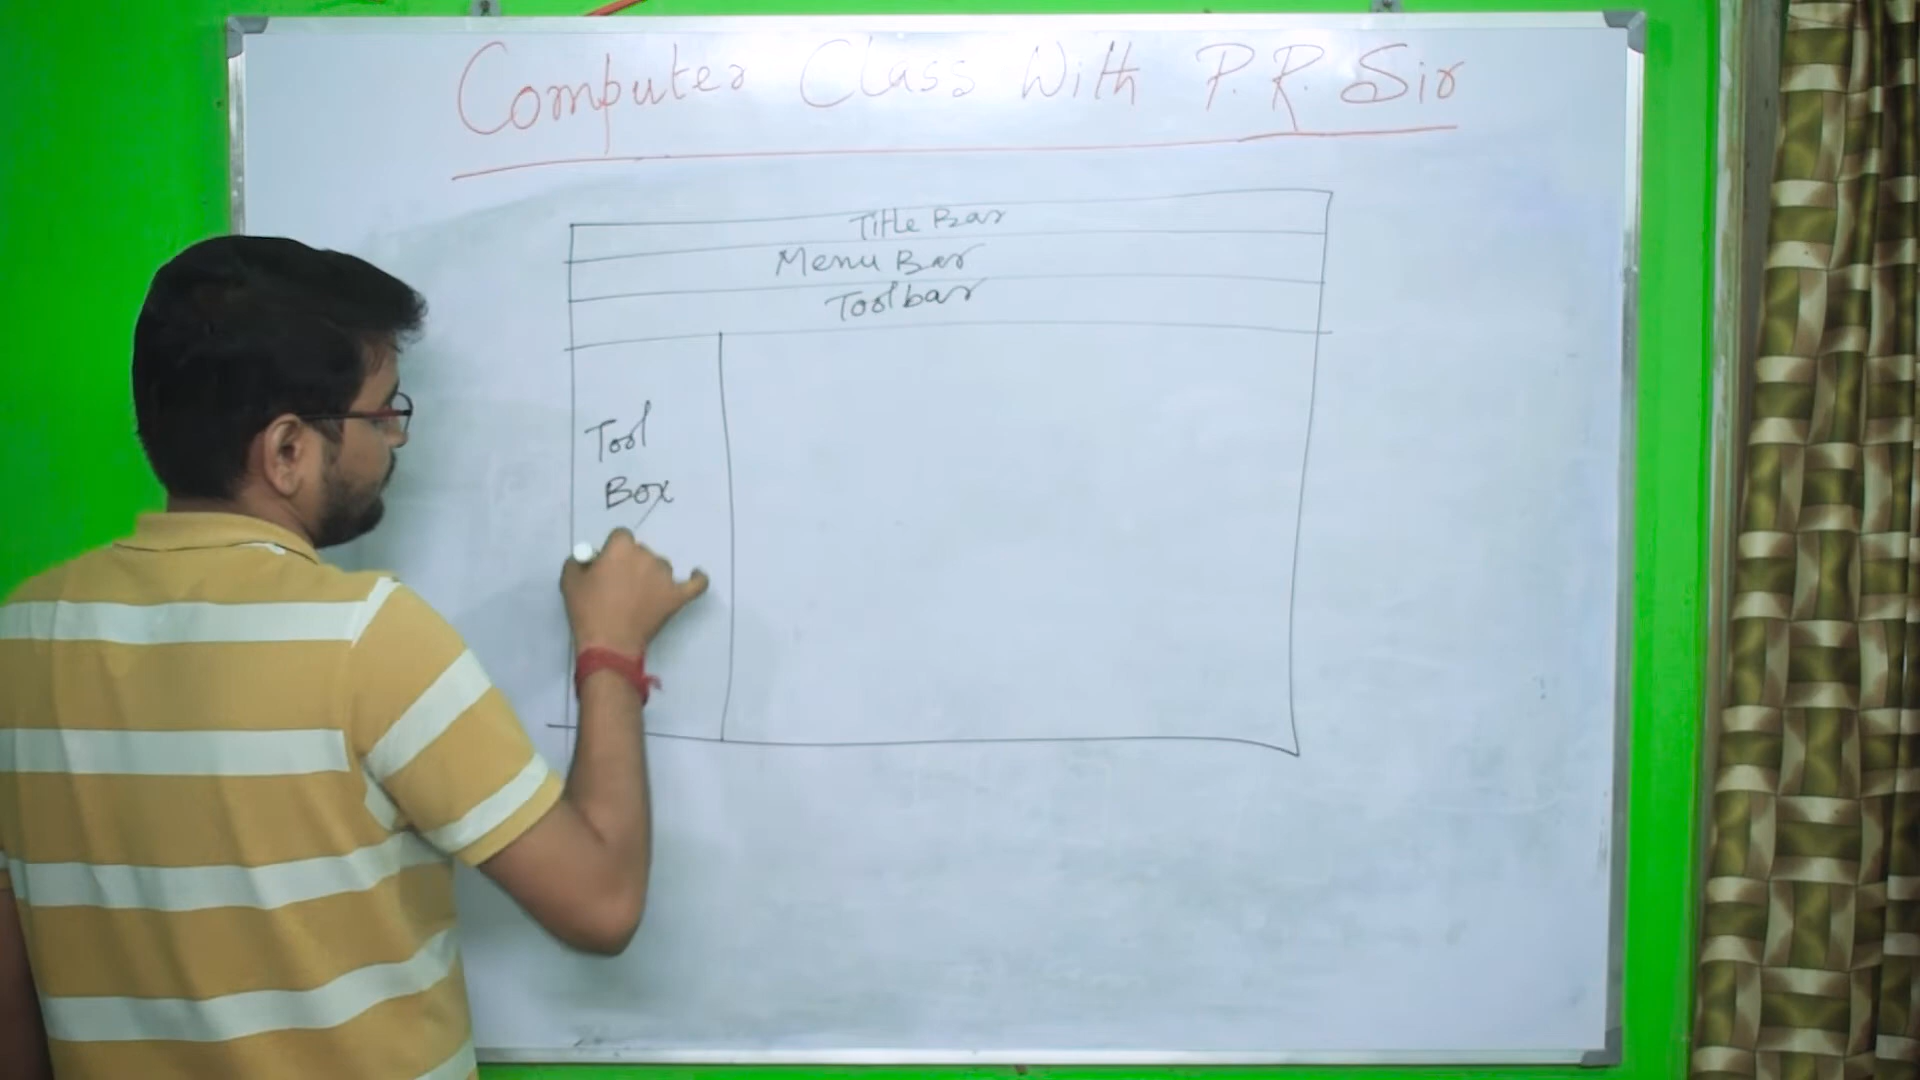 Computer Class With P.R. Sir
Title Bar
Menu Bar
Toolbar
Tool
Box